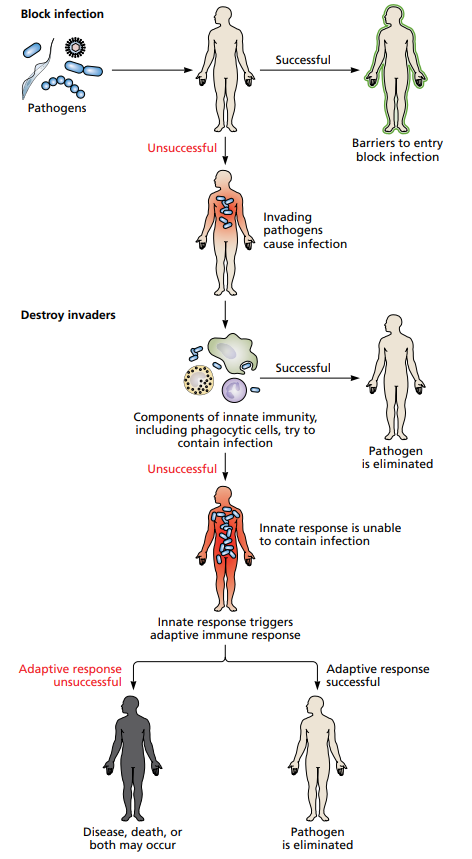 Block infection
Pathogens
Successful
Barriers to entry
block infection
Unsuccessful
Invading
pathogens
cause infection
Destroy invaders
Successful
Components of innate immunity,
including phagocytic cells, try to
contain infection
Pathogen
is eliminated
Unsuccessful
Innate response is unable
to contain infection
Innate response triggers
adaptive immune response
Adaptive response
unsuccessful
Adaptive response
successful
Disease, death, or
both may occur
Pathogen
is eliminated